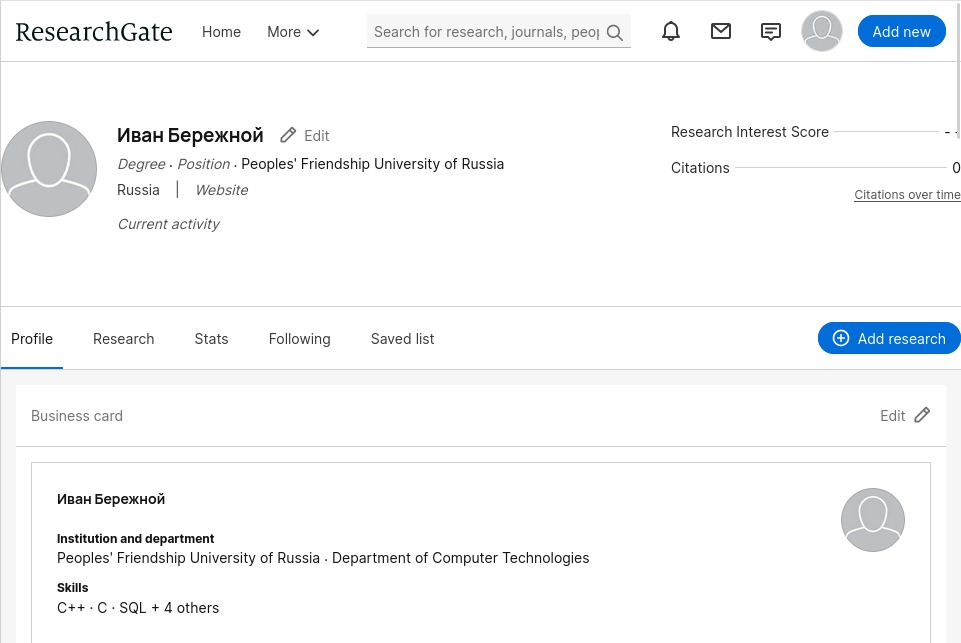 ResearchGate Home More Search for research, journals, peop Add new
Иван Бережной Edit
Degree · Position · Peoples' Friendship University of Russia
Russia | Website
Current activity
Research Interest Score - -
Citations 0
Citations over time
Profile Research Stats Following Saved list Add research
Business card Edit
Иван Бережной
Institution and department
Peoples' Friendship University of Russia · Department of Computer Technologies
Skills
C++ · C · SQL + 4 others